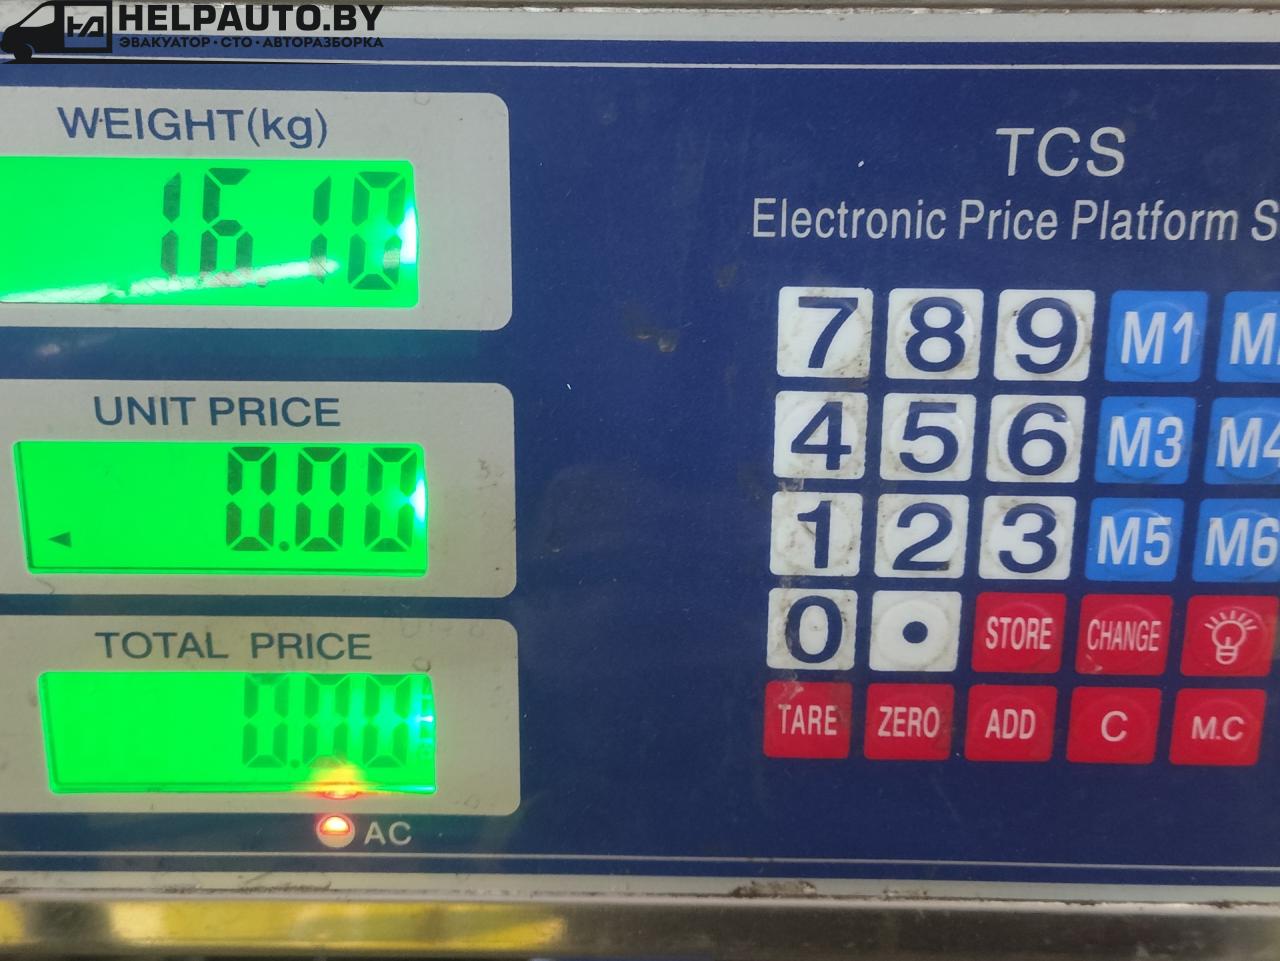 HELPAUTO.BY
ЭВАКУАТОР · СТО · АВТОРАЗБОРКА
WEIGHT(kg)
16.10
UNIT PRICE
0.00
TOTAL PRICE
0.00
AC
TCS
Electronic Price Platform S
7 8 9 M1 M
4 5 6 M3 M4
1 2 3 M5 M6
0 . STORE CHANGE
TARE ZERO ADD C M.C